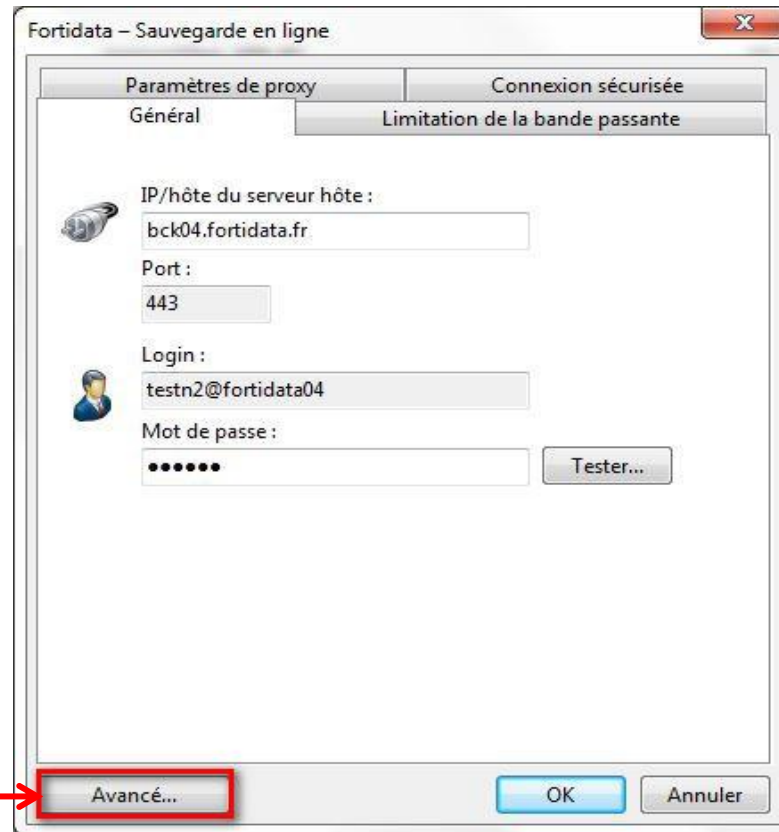 Fortidata – Sauvegarde en ligne
Paramètres de proxy
Connexion sécurisée
Général
Limitation de la bande passante
IP/hôte du serveur hôte :
bck04.fortidata.fr
Port :
443
Login :
testn2@fortidata04
Mot de passe :
••••••
Tester...
Avancé...
OK
Annuler